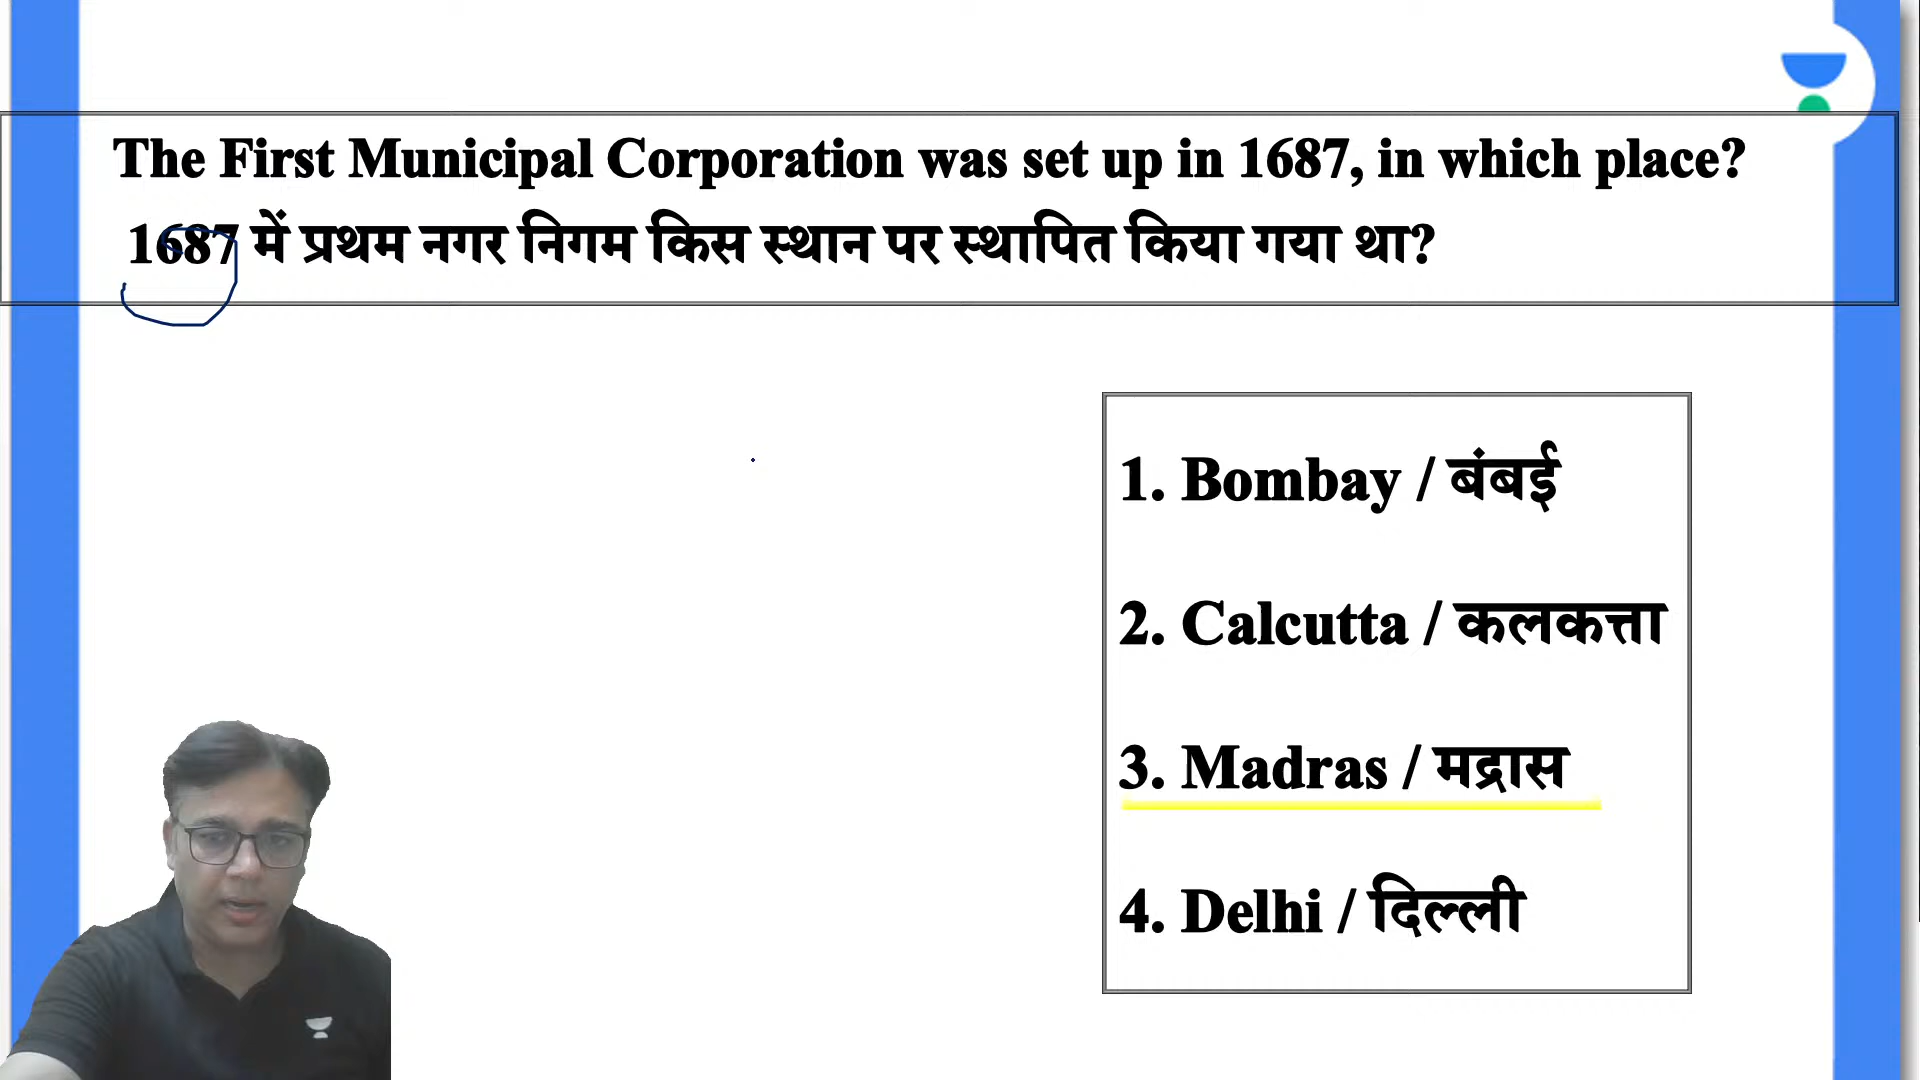 The First Municipal Corporation was set up in 1687, in which place?
1687 में प्रथम नगर निगम किस स्थान पर स्थापित किया गया था?
1. Bombay / बंबई
2. Calcutta / कलकत्ता
3. Madras / मद्रास
4. Delhi / दिल्ली